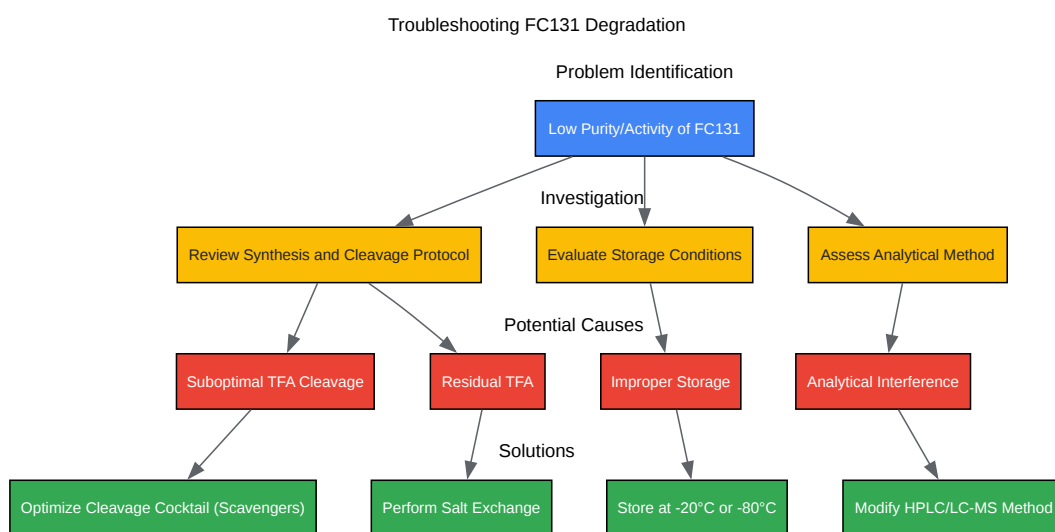 Troubleshooting FC131 Degradation
Problem Identification
Low Purity/Activity of FC131
Investigation
Review Synthesis and Cleavage Protocol
Evaluate Storage Conditions
Assess Analytical Method
Potential Causes
Suboptimal TFA Cleavage
Residual TFA
Improper Storage
Analytical Interference
Solutions
Optimize Cleavage Cocktail (Scavengers)
Perform Salt Exchange
Store at -20°C or -80°C
Modify HPLC/LC-MS Method